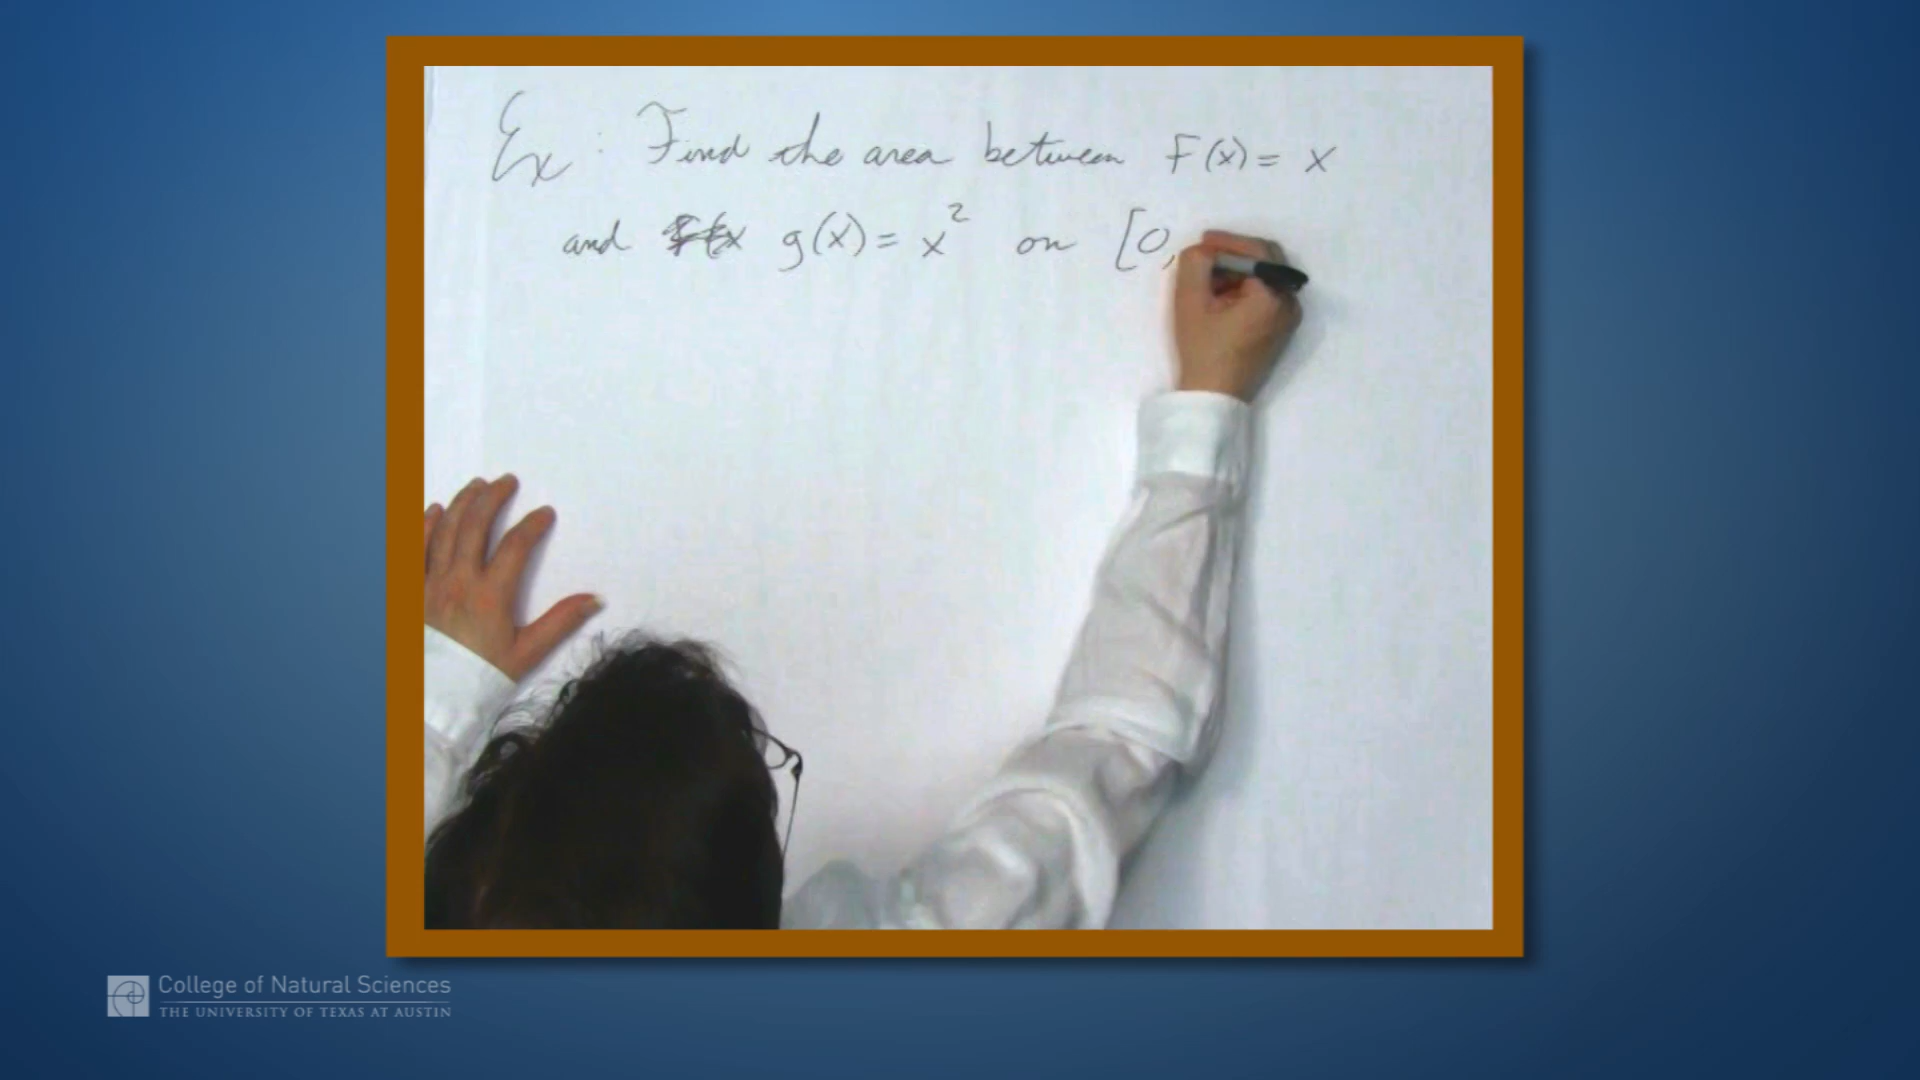 Ex : Find the area between F(x) = x
and g(x) = x² on [0,
College of Natural Sciences
THE UNIVERSITY OF TEXAS AT AUSTIN